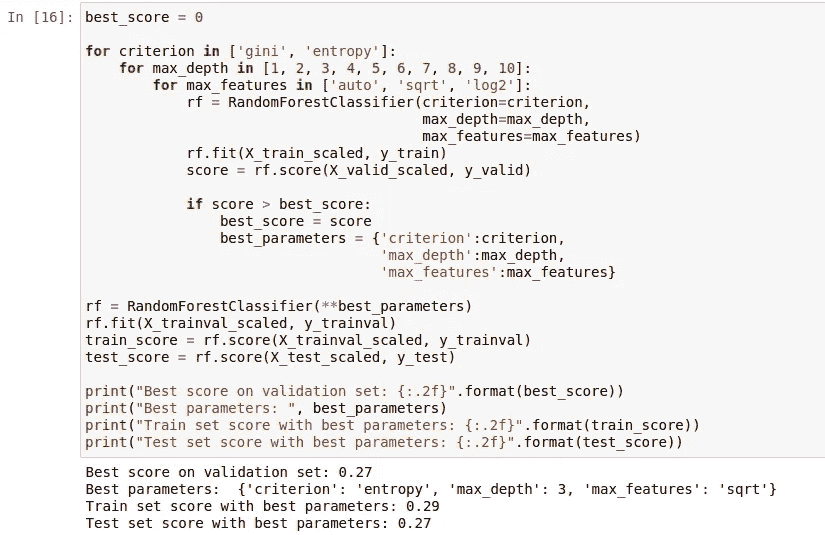 In [16]: best_score = 0
for criterion in ['gini', 'entropy']:
for max_depth in [1, 2, 3, 4, 5, 6, 7, 8, 9, 10]:
for max_features in ['auto', 'sqrt', 'log2']:
rf = RandomForestClassifier(criterion=criterion,
max_depth=max_depth,
max_features=max_features)
rf.fit(X_train_scaled, y_train)
score = rf.score(X_valid_scaled, y_valid)
if score > best_score:
best_score = score
best_parameters = {'criterion':criterion,
'max_depth':max_depth,
'max_features':max_features}
rf = RandomForestClassifier(**best_parameters)
rf.fit(X_trainval_scaled, y_trainval)
train_score = rf.score(X_trainval_scaled, y_trainval)
test_score = rf.score(X_test_scaled, y_test)
print("Best score on validation set: {:.2f}".format(best_score))
print("Best parameters: ", best_parameters)
print("Train set score with best parameters: {:.2f}".format(train_score))
print("Test set score with best parameters: {:.2f}".format(test_score))
Best score on validation set: 0.27
Best parameters:  {'criterion': 'entropy', 'max_depth': 3, 'max_features': 'sqrt'}
Train set score with best parameters: 0.29
Test set score with best parameters: 0.27